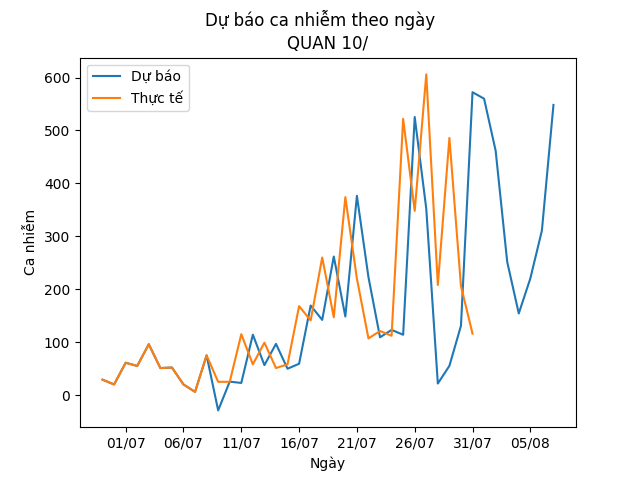 Dự báo ca nhiễm theo ngày
QUAN 10/
Dự báo
Thực tế
Ca nhiễm
600
500
400
300
200
100
0
01/07 06/07 11/07 16/07 21/07 26/07 31/07 05/08
Ngày